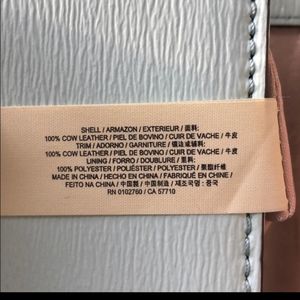 SHELL / ARMAZON / EXTERIEUR / 面料:
100% COW LEATHER / PIEL DE BOVINO / CUIR DE VACHE / 牛皮
TRIM / ADORNO / GARNITURE / 镶边或辅料:
100% COW LEATHER / PIEL DE BOVINO / CUIR DE VACHE / 牛皮
LINING / FORRO / DOUBLURE / 里料:
100% POLYESTER / POLIÉSTER / POLYESTER / 聚酯纤维
MADE IN CHINA / HECHO EN CHINA / FABRIQUÉ EN CHINE /
FEITO NA CHINA / 中国製 / 中国制造 / 제조국명 : 중국
RN 0102760 / CA 57710